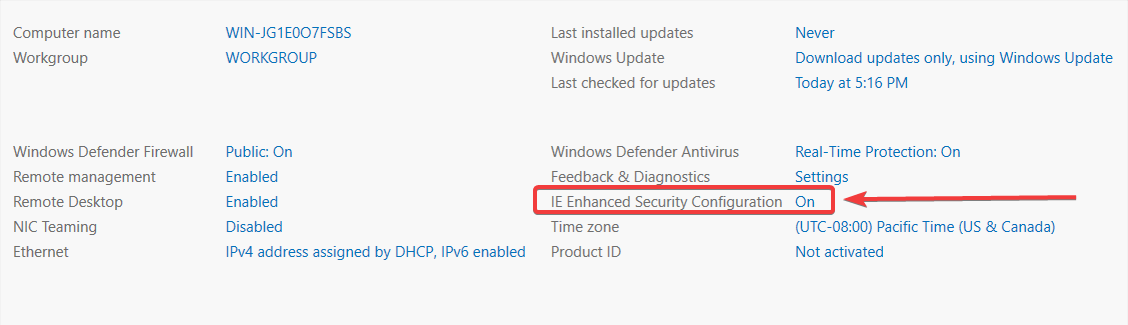 Computer name WIN-JG1E0O7FSBS Last installed updates Never
Workgroup WORKGROUP Windows Update Download updates only, using Windows Update
Last checked for updates Today at 5:16 PM
Windows Defender Firewall Public: On Windows Defender Antivirus Real-Time Protection: On
Remote management Enabled Feedback & Diagnostics Settings
Remote Desktop Enabled IE Enhanced Security Configuration On
NIC Teaming Disabled Time zone (UTC-08:00) Pacific Time (US & Canada)
Ethernet IPv4 address assigned by DHCP, IPv6 enabled Product ID Not activated